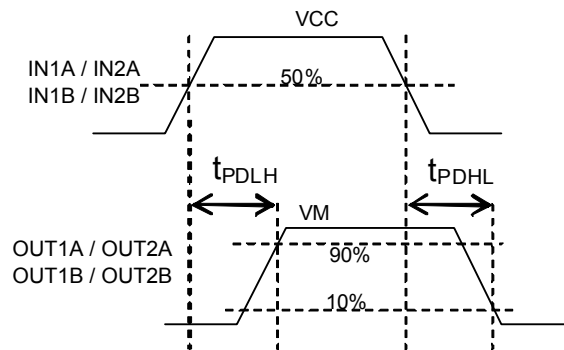 VCC
IN1A / IN2A
IN1B / IN2B
50%
tPDLH
tPDHL
VM
OUT1A / OUT2A
OUT1B / OUT2B
90%
10%